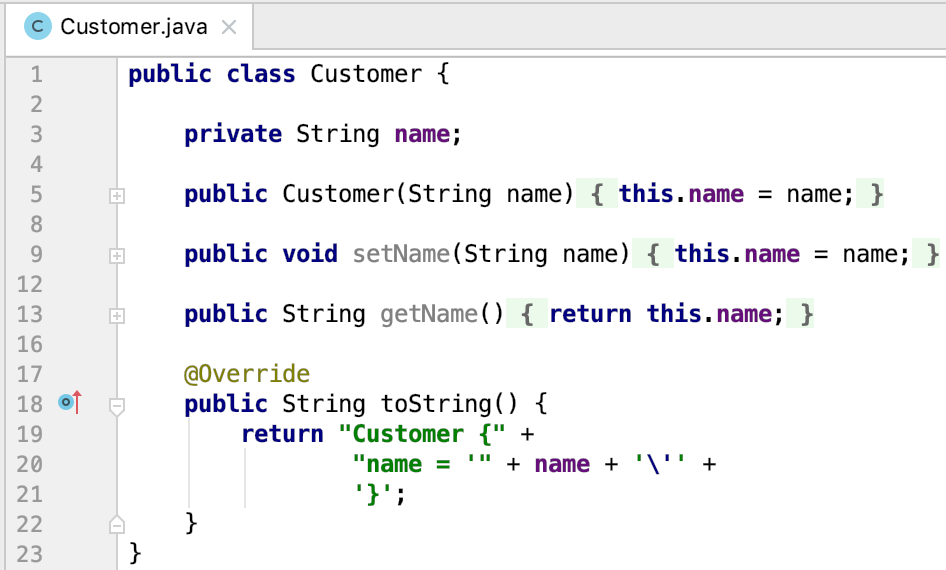 C Customer.java ×
1 public class Customer {
2
3     private String name;
4
5     public Customer(String name) { this.name = name; }
8
9     public void setName(String name) { this.name = name; }
12
13     public String getName() { return this.name; }
16
17     @Override
18     public String toString() {
19         return "Customer {" +
20                 "name = '" + name + '\'' +
21                 '}';
22     }
23 }